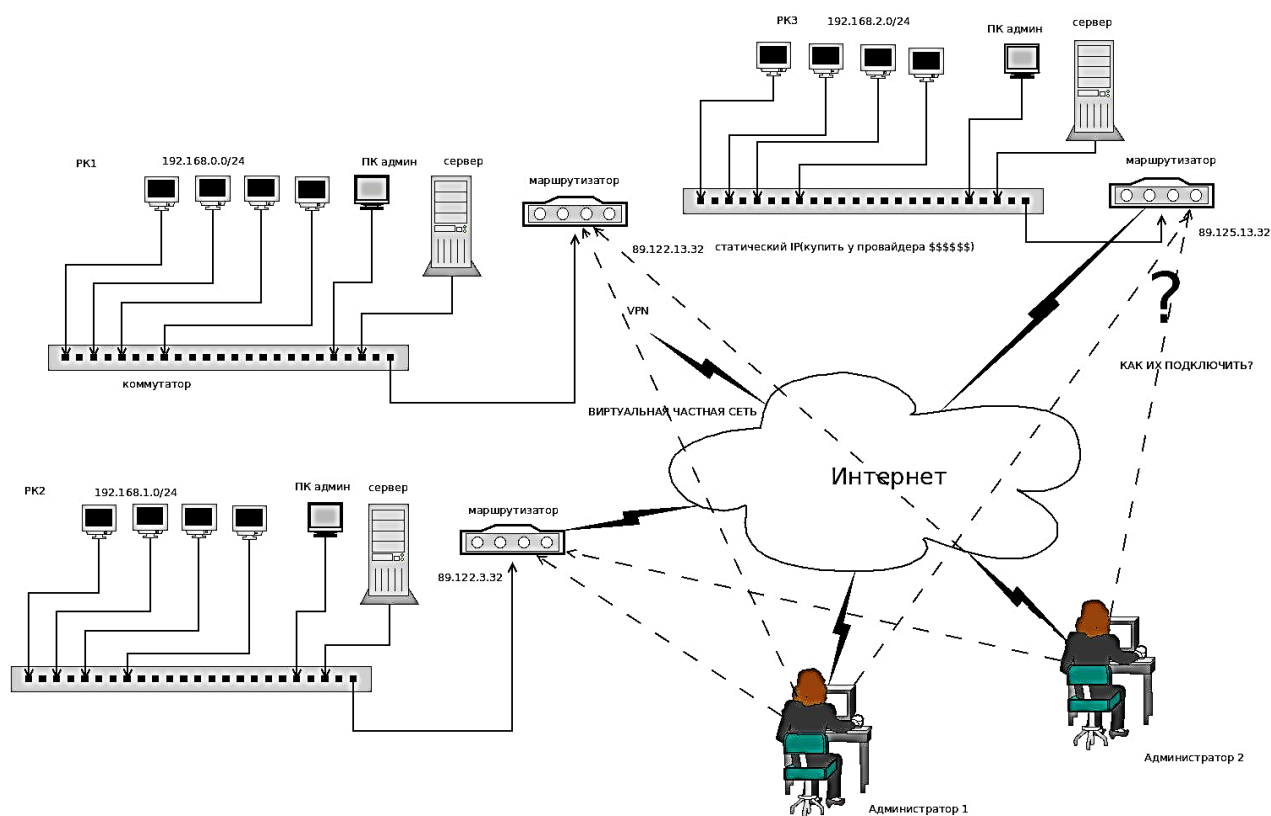 РК3 192.168.2.0/24
ПК админ
сервер
маршрутизатор
89.125.13.32
РК1 192.168.0.0/24
ПК админ
сервер
маршрутизатор
89.122.13.32
статический IP(купить у провайдера $$$$$$)
VPN
?
КАК ИХ ПОДКЛЮЧИТЬ?
коммутатор
ВИРТУАЛЬНАЯ ЧАСТНАЯ СЕТЬ
Интернет
РК2 192.168.1.0/24
ПК админ
сервер
маршрутизатор
89.122.3.32
Администратор 2
Администратор 1